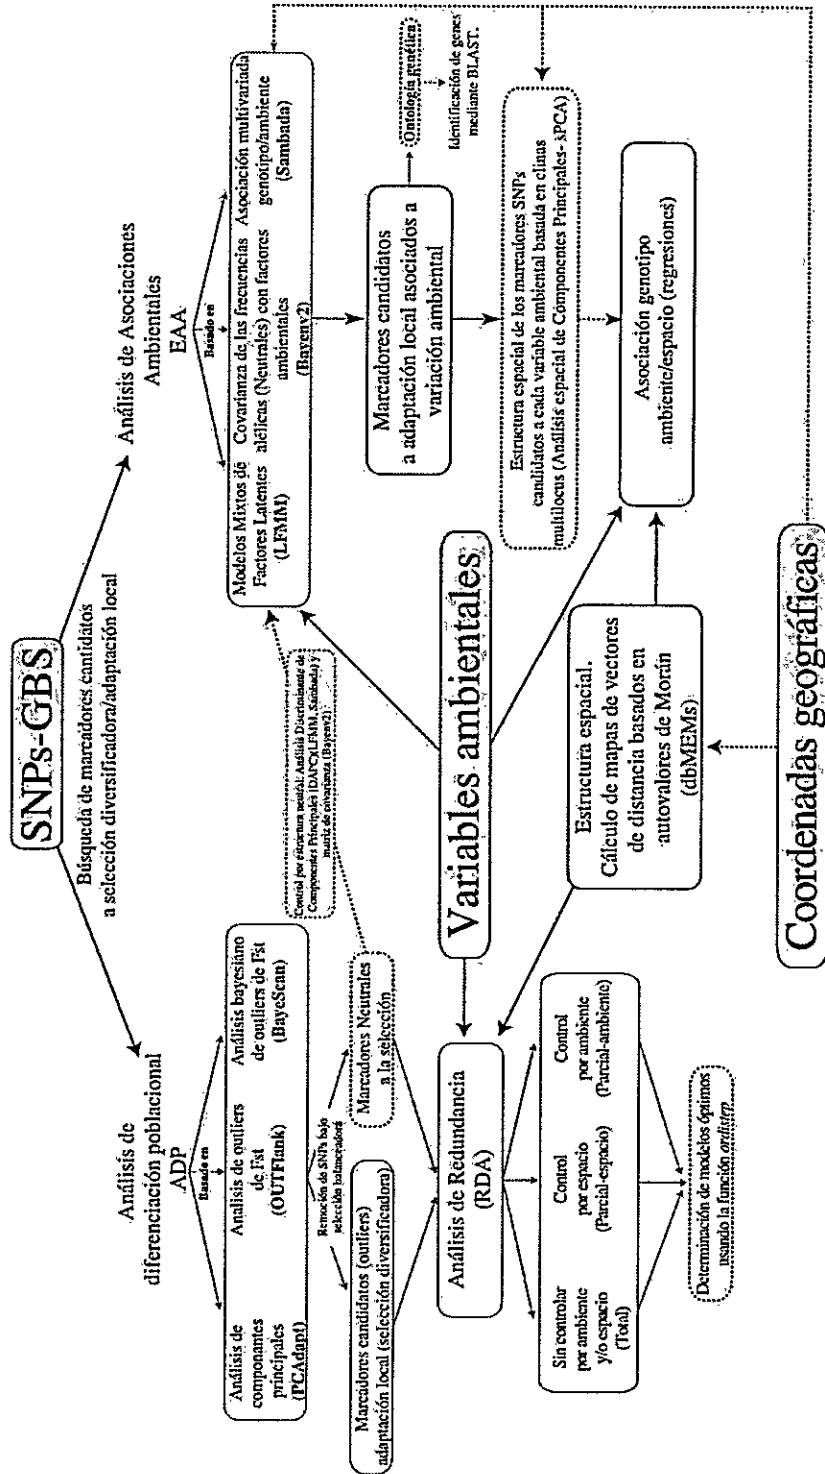 SNPs-GBS
Búsqueda de marcadores cantidátos
a selección diversificadora/adaptación local
Análisis de
diferenciación poblacional
ADP
Basado en
Análisis de
componantes
principales
(PCAdapt)
Analisis de outliers
de Fst
(OUTFlank)
Análisis bayesiano
de outliers de Fst
(BayeScan)
Remoción de SNPs bajo
selección balanceadora
Marcadores candidatos (outliers)
adaptación local (selección diversificadora)
Marcadores Neutrales
a la selección
Análisis de Redundancia
(RDA)
Sin controlar
por ambiente
y/o espacio
(Total)
Control
por espacio
(Parcial-espacio)
Control
por ambiente
(Parcial-ambiente)
Determinación de modelos óptimos
usando la función ordistep
Análisis de Asociaciones
Ambientales
EAA
Basado en
Modelos Mixtos de
Factores Latentes
(LFMM)
Covarianza de las frecuencias
alélicas (Neutrales) con factores
ambientales
(Bayenv2)
Asociación multivariada
genótipo/ambiente
(Sambada)
Control por estructura neutral: Análisis Discriminante de
Componentes Principales [DAPC](LFMM, Sambada) y
matriz de covarianza (Bayenv2)
Marcadores candidatos
a adaptación local asociados a
variación ambiental
Ontología genética
Identificación de genes
mediante BLAST.
Estructura espacial de los marcadores SNPs
candidatos a cada variable ambiental basada en clinas
multilocus (Análisis espacial de Componentes Principales- sPCA)
Variables ambientales
Asociación genotipo
ambiente/espacio (regresiones)
Estructura espacial.
Cálculo de mapas de vectores
de distancia basados en
autovalores de Morán
(dbMEMs)
Coordenadas geográficas